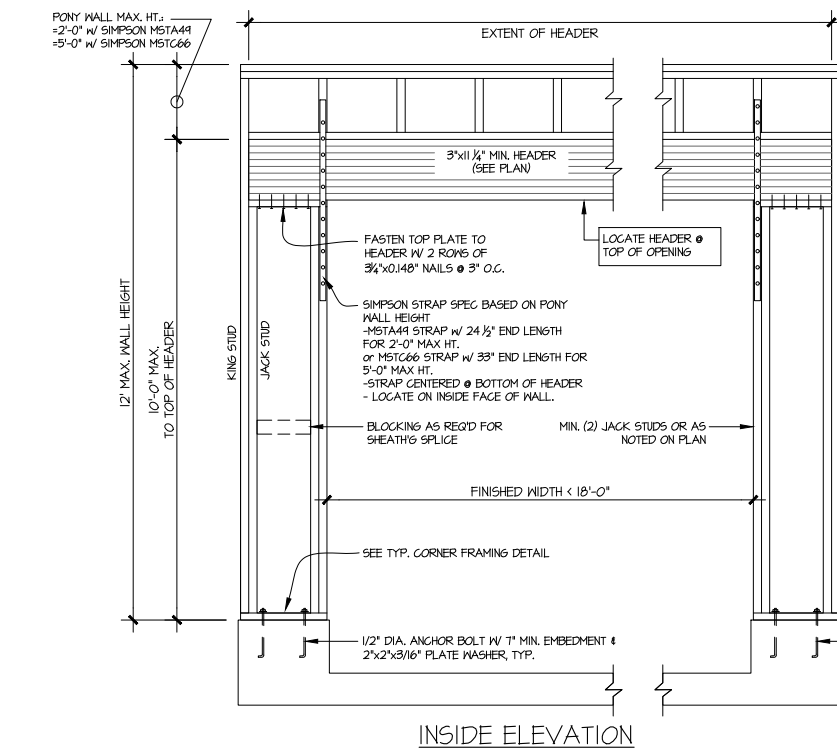 PONY WALL MAX. HT.:
=2'-0" W/ SIMPSON MSTA49
=5'-0" W/ SIMPSON MSTC66
EXTENT OF HEADER
3"x11 1/4" MIN. HEADER
(SEE PLAN)
FASTEN TOP PLATE TO
HEADER W/ 2 ROWS OF
3 1/4"x0.148" NAILS @ 3" O.C.
LOCATE HEADER @
TOP OF OPENING
SIMPSON STRAP SPEC BASED ON PONY
WALL HEIGHT
-MSTA49 STRAP W/ 24 1/2" END LENGTH
FOR 2'-0" MAX HT.
or MSTC66 STRAP W/ 33" END LENGTH FOR
5'-0" MAX HT.
-STRAP CENTERED @ BOTTOM OF HEADER
- LOCATE ON INSIDE FACE OF WALL.
12' MAX. WALL HEIGHT
10'-0" MAX.
TO TOP OF HEADER
KING STUD
JACK STUD
BLOCKING AS REQ'D FOR
SHEATH'G SPLICE
MIN. (2) JACK STUDS OR AS
NOTED ON PLAN
FINISHED WIDTH < 18'-0"
SEE TYP. CORNER FRAMING DETAIL
1/2" DIA. ANCHOR BOLT W/ 7" MIN. EMBEDMENT &
2"x2"x3/16" PLATE WASHER, TYP.
INSIDE ELEVATION